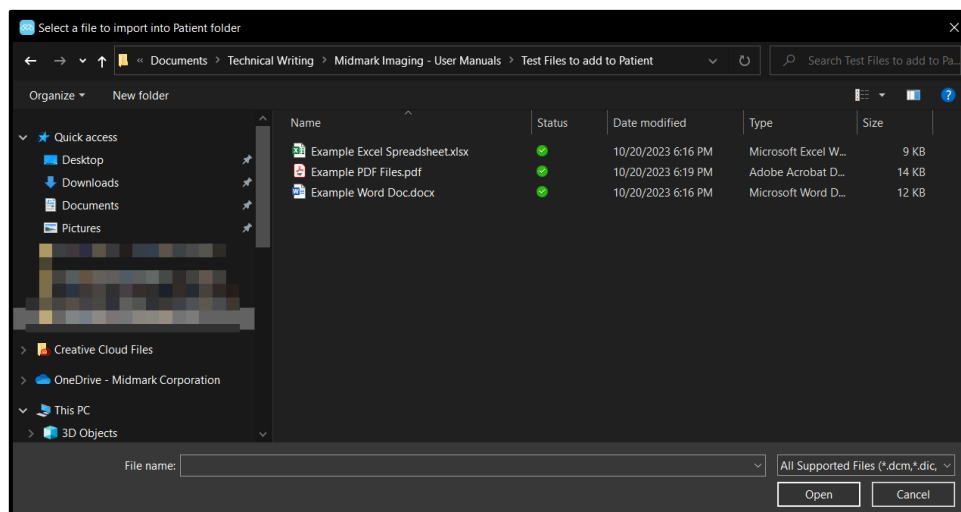 Select a file to import into Patient folder
« Documents > Technical Writing > Midmark Imaging - User Manuals > Test Files to add to Patient
Search Test Files to add to Pa...
Organize
New folder
Name Status Date modified Type Size
Quick access
Desktop
Downloads
Documents
Pictures
Example Excel Spreadsheet.xlsx 10/20/2023 6:16 PM Microsoft Excel W... 9 KB
Example PDF Files.pdf 10/20/2023 6:19 PM Adobe Acrobat D... 14 KB
Example Word Doc.docx 10/20/2023 6:16 PM Microsoft Word D... 12 KB
Creative Cloud Files
OneDrive - Midmark Corporation
This PC
3D Objects
File name:
All Supported Files (*.dcm,*.dic,
Open Cancel